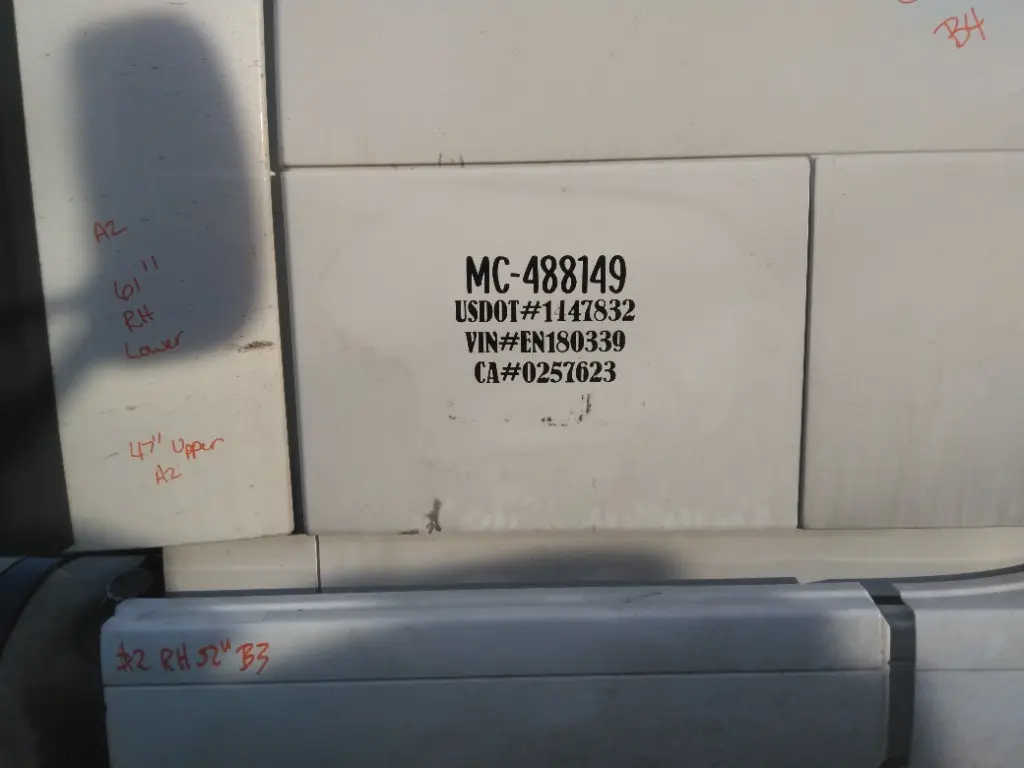 B4
MC-488149
USDOT#1447832
VIN#EN180339
CA#0257623
A2
61"
RH
Lower
47" Upper
A2
RH 52" B3